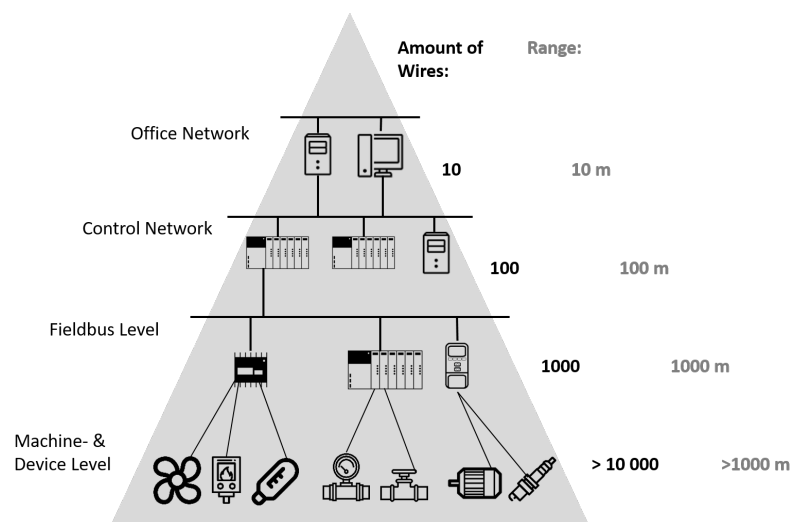 Amount of
Wires:
Range:
Office Network
10
10 m
Control Network
100
100 m
Fieldbus Level
1000
1000 m
Machine- &
Device Level
> 10 000
>1000 m